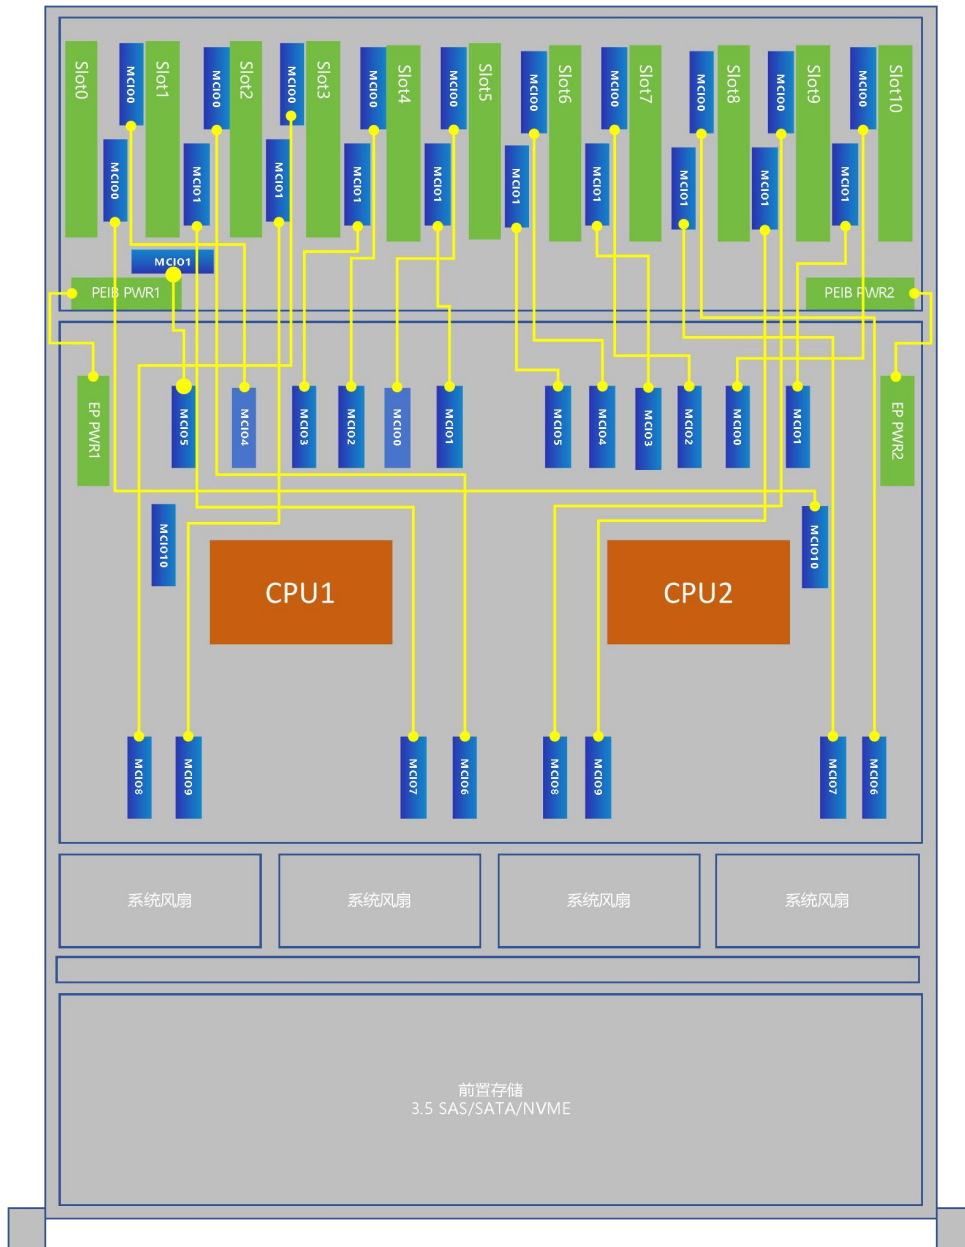 Slot0
MCIO0
Slot1
MCIO0
Slot2
MCIO0
Slot3
MCIO0
Slot4
MCIO0
Slot5
MCIO0
Slot6
MCIO0
Slot7
MCIO0
Slot8
MCIO0
Slot9
MCIO0
Slot10
MCIO0
MCIO1
MCIO1
MCIO1
MCIO1
MCIO1
MCIO1
MCIO1
MCIO1
MCIO1
MCIO1
PEIB PWR1
PEIB PWR2
EP PWR1
MCIO5
MCIO4
MCIO3
MCIO2
MCIO0
MCIO1
MCIO5
MCIO4
MCIO3
MCIO2
MCIO0
MCIO1
EP PWR2
MCIO10
MCIO10
CPU1
CPU2
MCIO8
MCIO9
MCIO7
MCIO6
MCIO8
MCIO9
MCIO7
MCIO6
系统风扇
系统风扇
系统风扇
系统风扇
前置存储
3.5 SAS/SATA/NVME